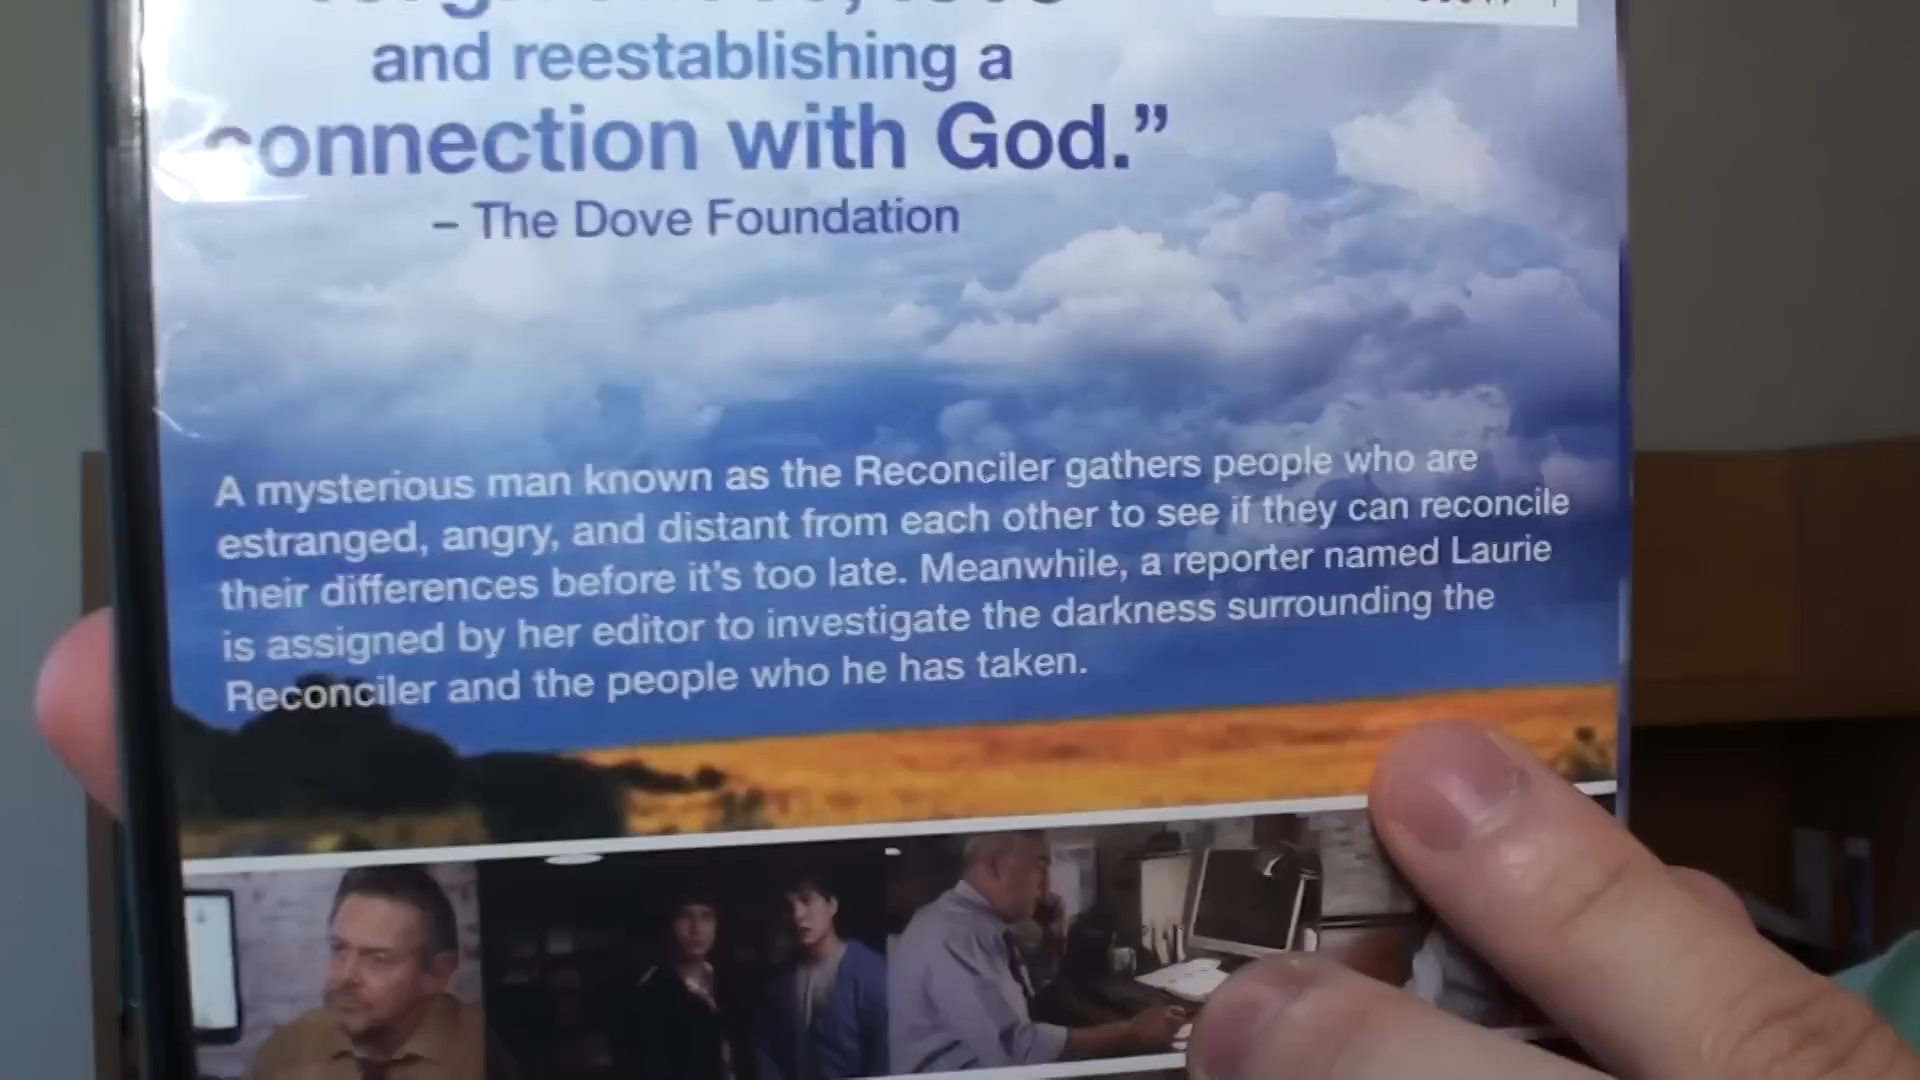 and reestablishing a
connection with God.”
– The Dove Foundation
A mysterious man known as the Reconciler gathers people who are
estranged, angry, and distant from each other to see if they can reconcile
their differences before it’s too late. Meanwhile, a reporter named Laurie
is assigned by her editor to investigate the darkness surrounding the
Reconciler and the people who he has taken.